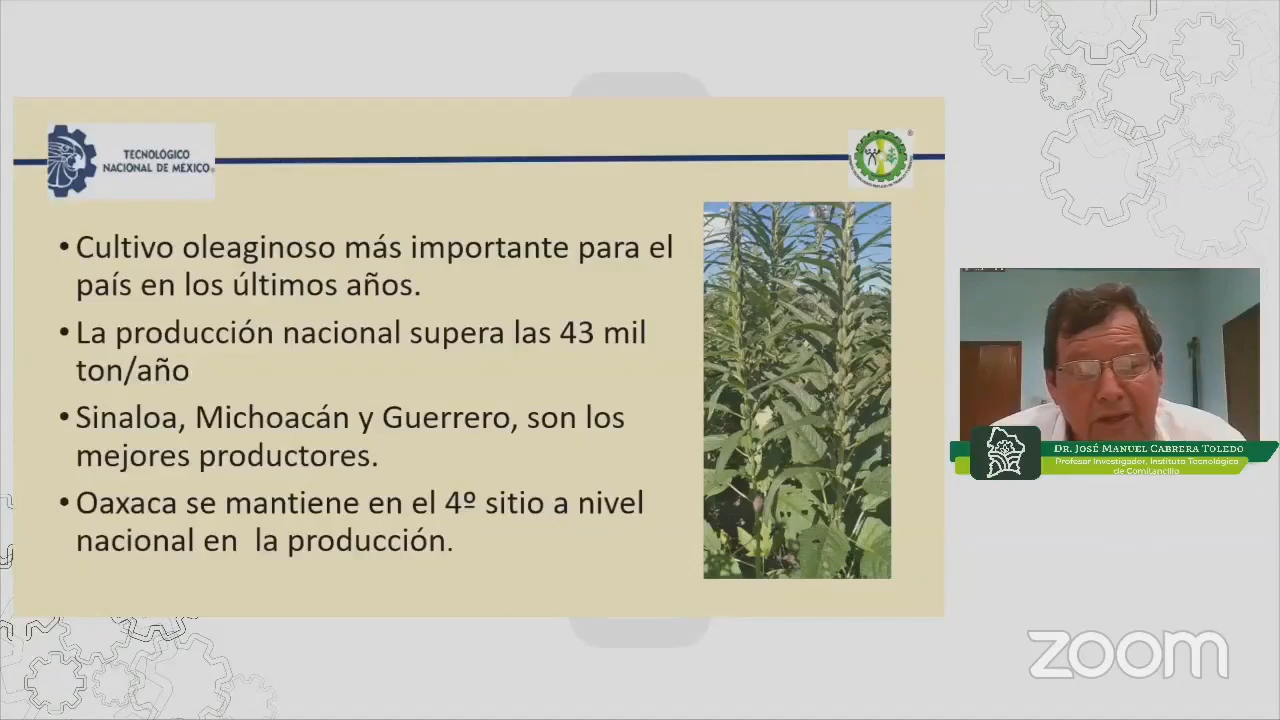 TECNOLÓGICO
NACIONAL DE MÉXICO
• Cultivo oleaginoso más importante para el
país en los últimos años.
• La producción nacional supera las 43 mil
ton/año
• Sinaloa, Michoacán y Guerrero, son los
mejores productores.
• Oaxaca se mantiene en el 4º sitio a nivel
nacional en la producción.
Dr. José Manuel Cabrera Toledo
Profesor Investigador, Instituto Tecnológico
de Comitancillo
zoom